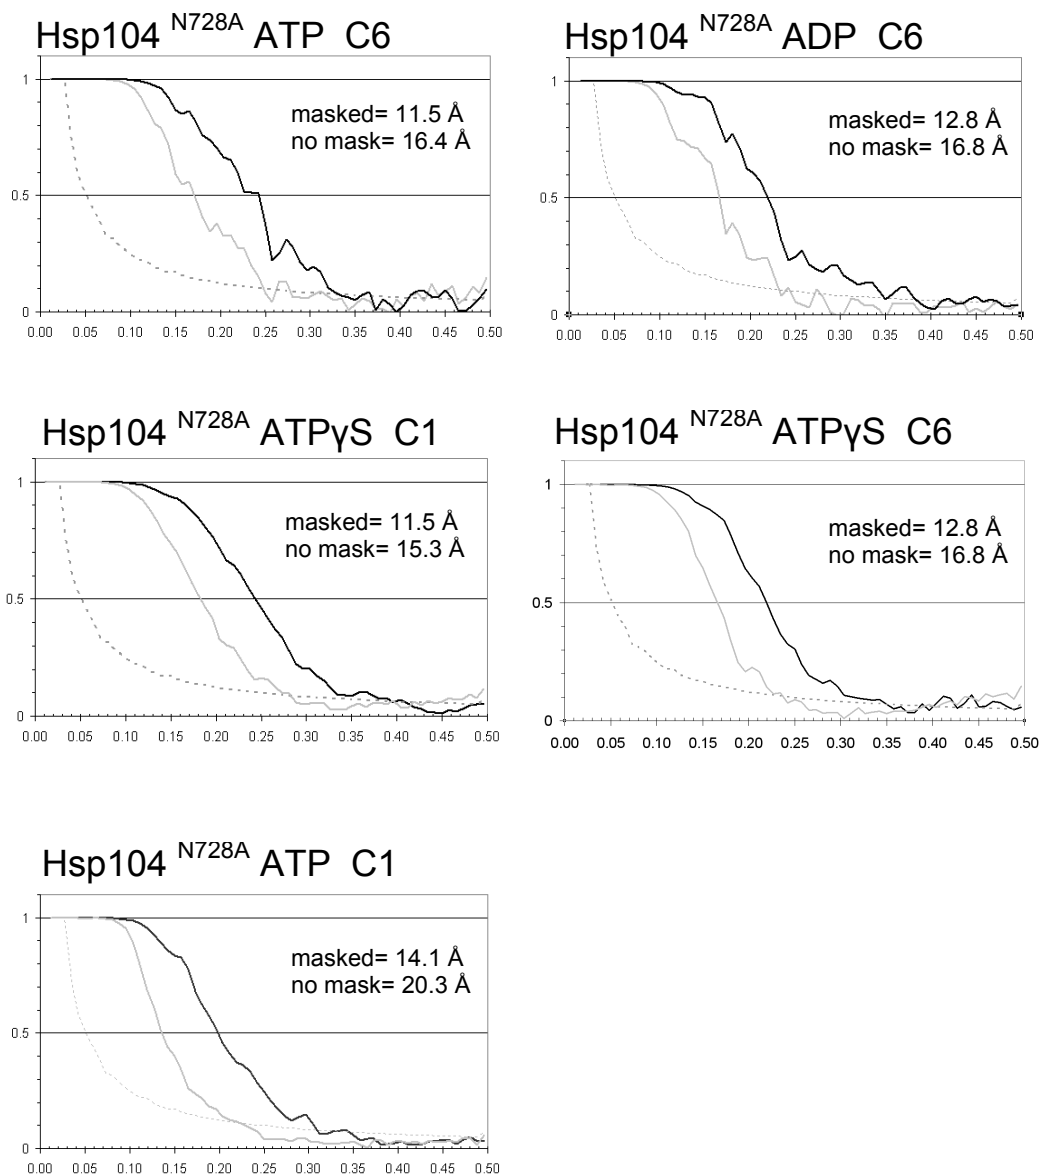 Hsp104 N728A ATP C6
masked= 11.5 Å
no mask= 16.4 Å
1
0.5
0
0.00 0.05 0.10 0.15 0.20 0.25 0.30 0.35 0.40 0.45 0.50
Hsp104 N728A ADP C6
masked= 12.8 Å
no mask= 16.8 Å
1
0.5
0
0.00 0.05 0.10 0.15 0.20 0.25 0.30 0.35 0.40 0.45 0.50
Hsp104 N728A ATPγS C1
masked= 11.5 Å
no mask= 15.3 Å
1
0.5
0
0.00 0.05 0.10 0.15 0.20 0.25 0.30 0.35 0.40 0.45 0.50
Hsp104 N728A ATPγS C6
masked= 12.8 Å
no mask= 16.8 Å
1
0.5
0
0.00 0.05 0.10 0.15 0.20 0.25 0.30 0.35 0.40 0.45 0.50
Hsp104 N728A ATP C1
masked= 14.1 Å
no mask= 20.3 Å
1
0.5
0
0.00 0.05 0.10 0.15 0.20 0.25 0.30 0.35 0.40 0.45 0.50